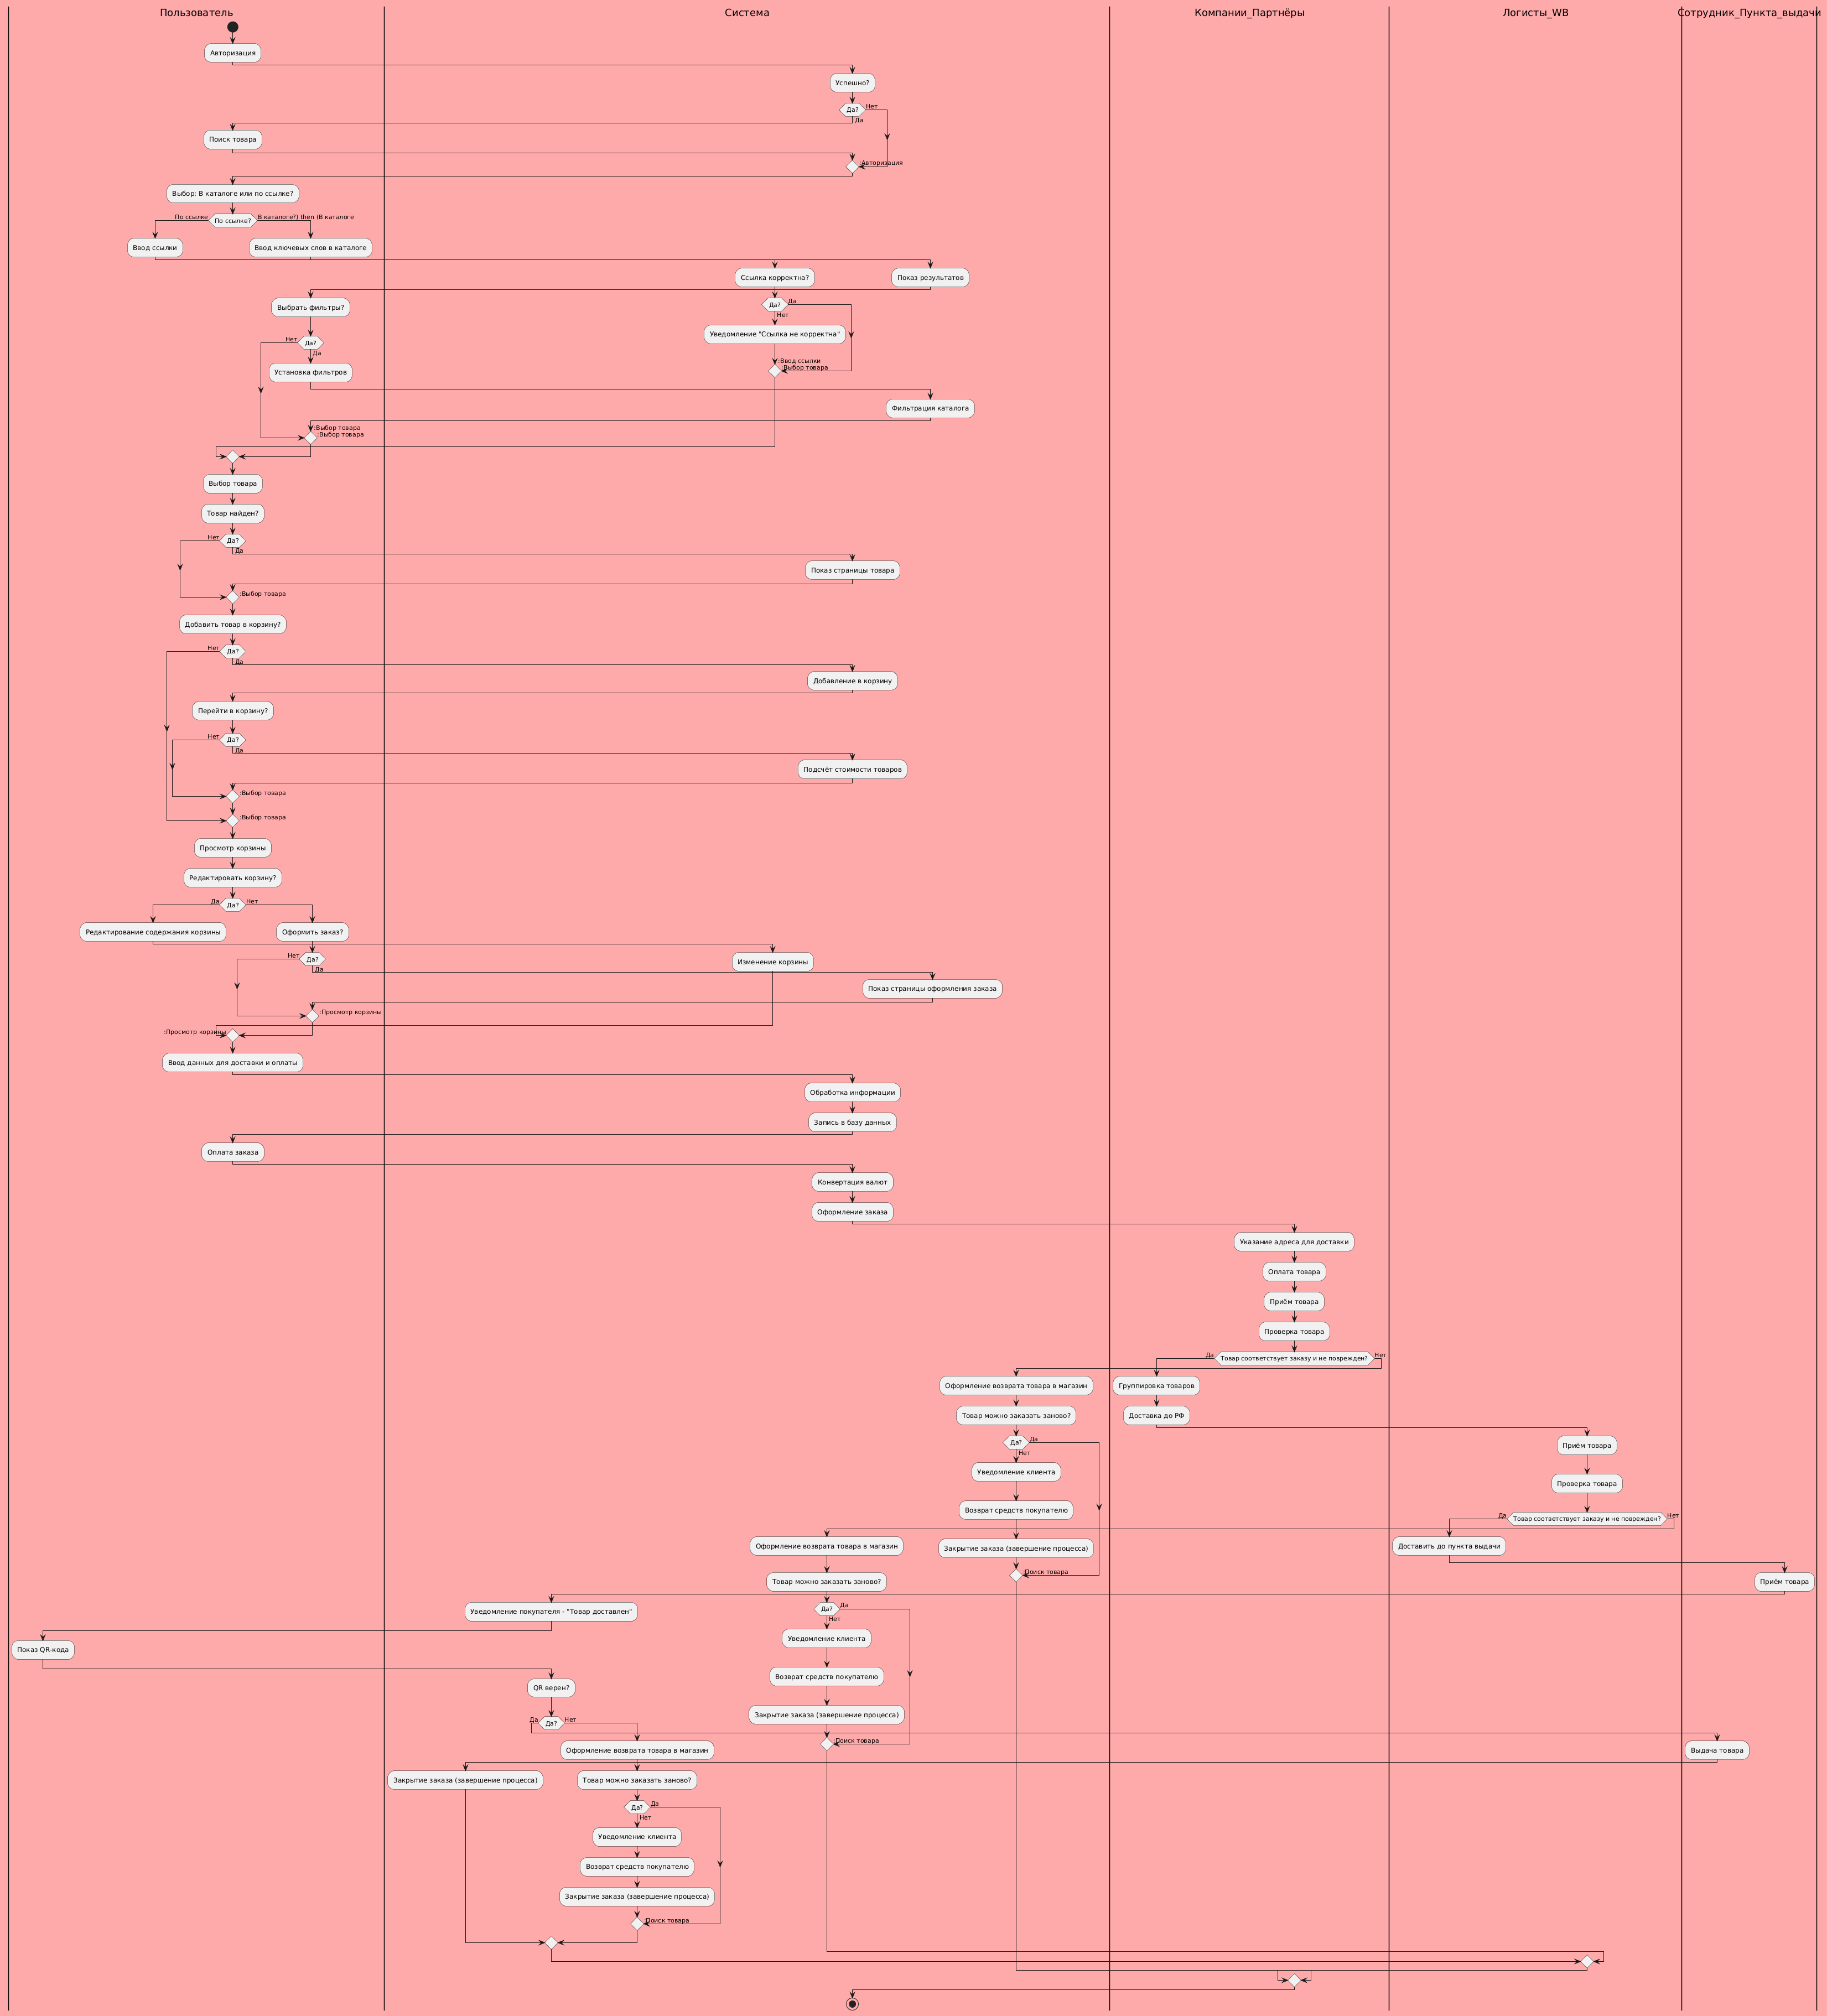 Пользователь
Система
Компании_Партнёры
Логисты_WB
Сотрудник_Пункта_выдачи
Авторизация
Успешно?
Да?
Нет
Да
Поиск товара
:Авторизация
Выбор: В каталоге или по ссылке?
По ссылке
По ссылке?
В каталоге?) then (В каталоге
Ввод ссылки
Ввод ключевых слов в каталоге
Ссылка корректна?
Показ результатов
Выбрать фильтры?
Да?
Да
Нет
Уведомление "Ссылка не корректна"
Нет
Да?
Да
Установка фильтров
:Ввод ссылки
:Выбор товара
Фильтрация каталога
:Выбор товара
:Выбор товара
Выбор товара
Товар найден?
Нет
Да?
Да
Показ страницы товара
:Выбор товара
Добавить товар в корзину?
Нет
Да?
Да
Добавление в корзину
Перейти в корзину?
Нет
Да?
Да
Подсчёт стоимости товаров
:Выбор товара
:Выбор товара
Просмотр корзины
Редактировать корзину?
Да
Да?
Нет
Редактирование содержания корзины
Оформить заказ?
Нет
Да?
Да
Изменение корзины
Показ страницы оформления заказа
:Просмотр корзины
:Просмотр корзины
Ввод данных для доставки и оплаты
Обработка информации
Запись в базу данных
Оплата заказа
Конвертация валют
Оформление заказа
Указание адреса для доставки
Оплата товара
Приём товара
Проверка товара
Да
Товар соответствует заказу и не поврежден?
Нет
Оформление возврата товара в магазин
Группировка товаров
Товар можно заказать заново?
Доставка до РФ
Да?
Да
Нет
Приём товара
Уведомление клиента
Проверка товара
Возврат средств покупателю
Да
Товар соответствует заказу и не поврежден?
Нет
Оформление возврата товара в магазин
Закрытие заказа (завершение процесса)
Доставить до пункта выдачи
:Поиск товара
Товар можно заказать заново?
Приём товара
Уведомление покупателя - "Товар доставлен"
Да?
Да
Нет
Показ QR-кода
Уведомление клиента
Возврат средств покупателю
QR верен?
Закрытие заказа (завершение процесса)
Да
Да?
Нет
:Поиск товара
Оформление возврата товара в магазин
Выдача товара
Закрытие заказа (завершение процесса)
Товар можно заказать заново?
Да?
Да
Нет
Уведомление клиента
Возврат средств покупателю
Закрытие заказа (завершение процесса)
:Поиск товара